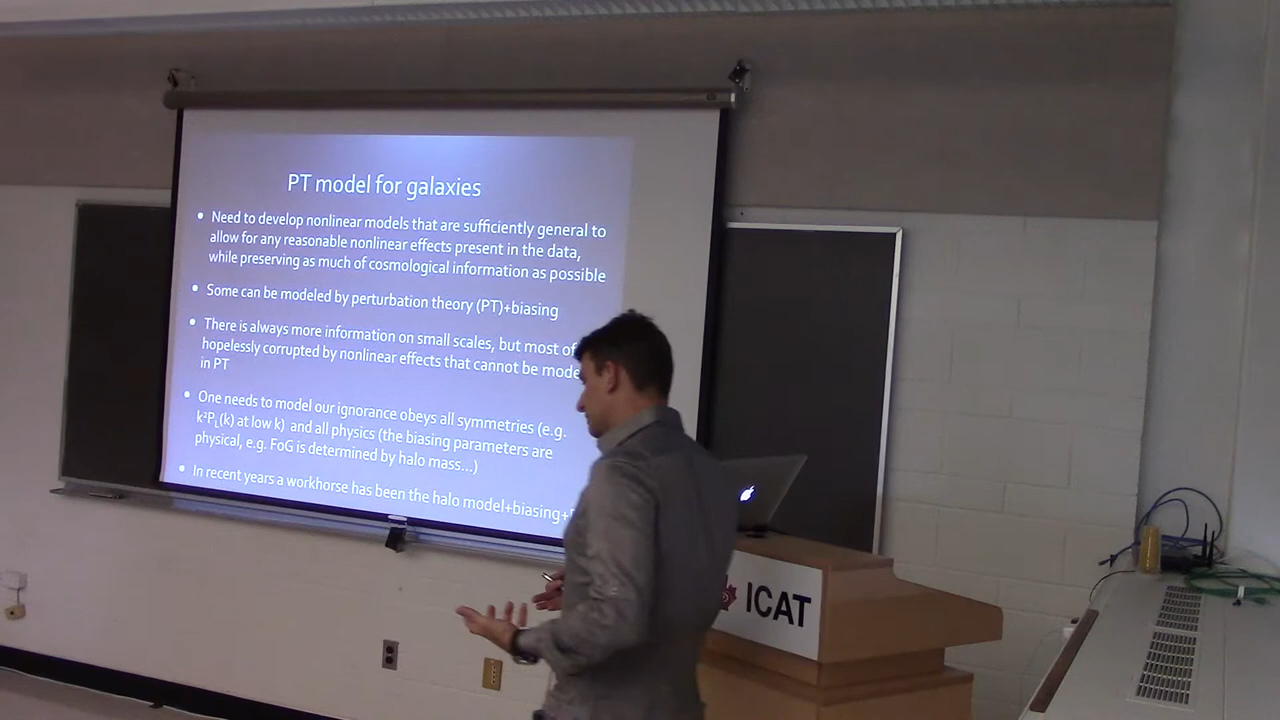 PT model for galaxies
• Need to develop nonlinear models that are sufficiently general to
allow for any reasonable nonlinear effects present in the data,
while preserving as much of cosmological information as possible
• Some can be modeled by perturbation theory (PT)+biasing
• There is always more information on small scales, but most of
hopelessly corrupted by nonlinear effects that cannot be mode
in PT
• One needs to model our ignorance obeys all symmetries (e.g.
k²P_L(k) at low k) and all physics (the biasing parameters are
physical, e.g. FoG is determined by halo mass...)
• In recent years a workhorse has been the halo model+biasing+
ICAT